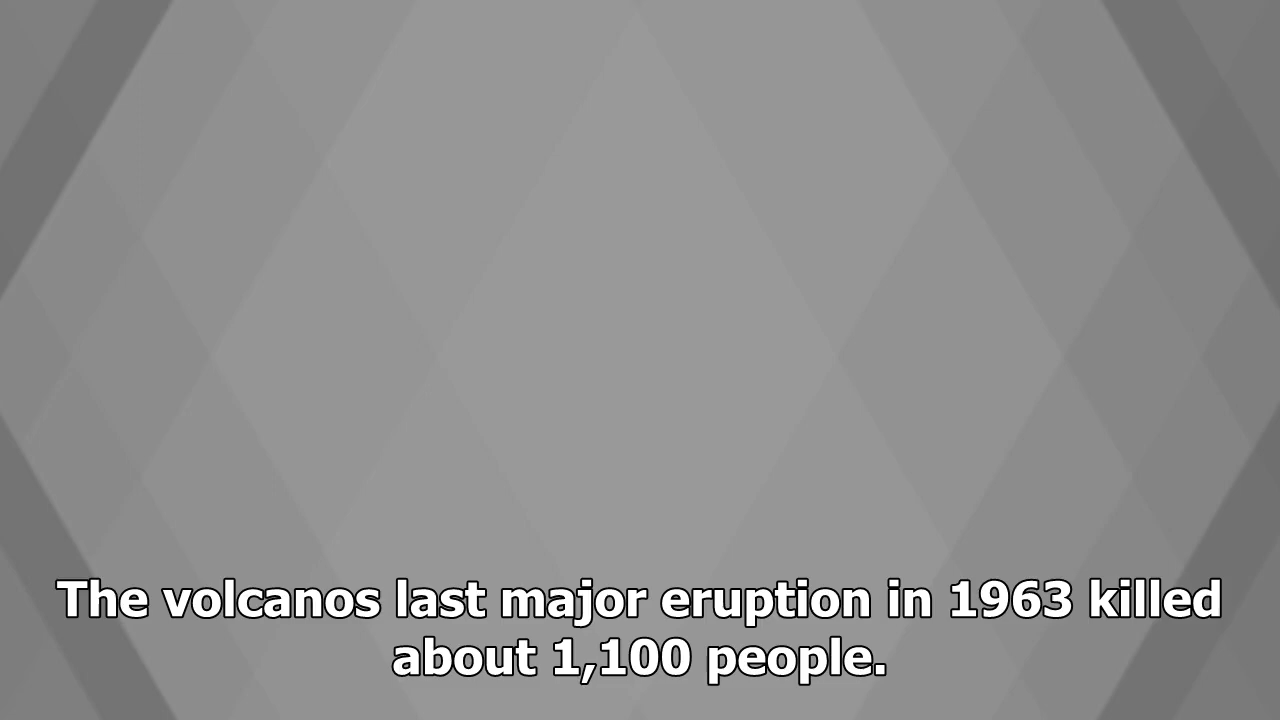 The volcanos last major eruption in 1963 killed
about 1,100 people.